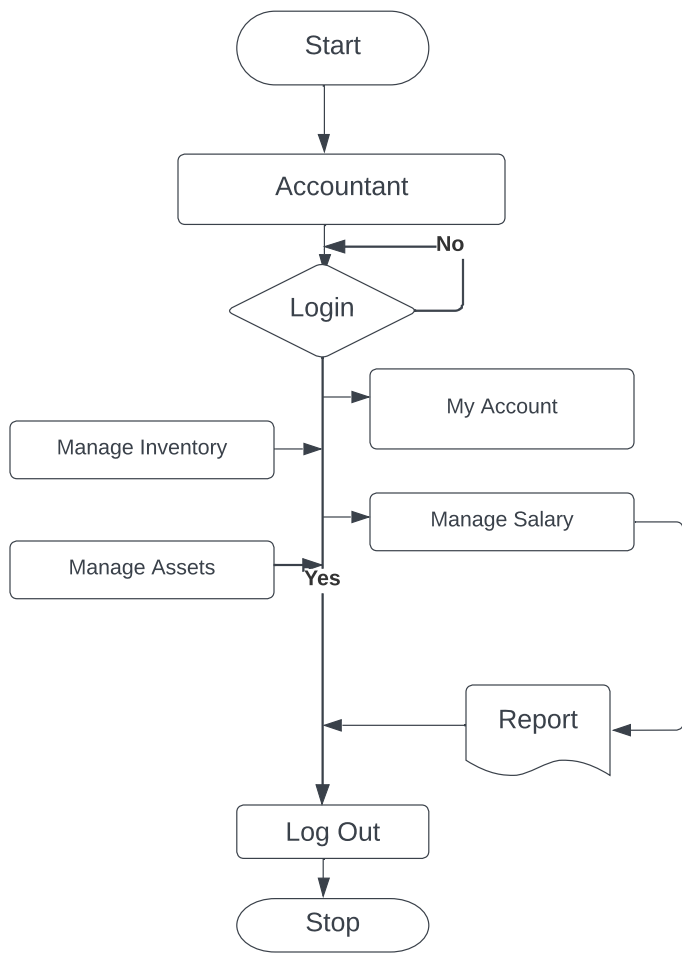 Start
Accountant
No
Login
My Account
Manage Inventory
Manage Salary
Manage Assets
Yes
Report
Log Out
Stop